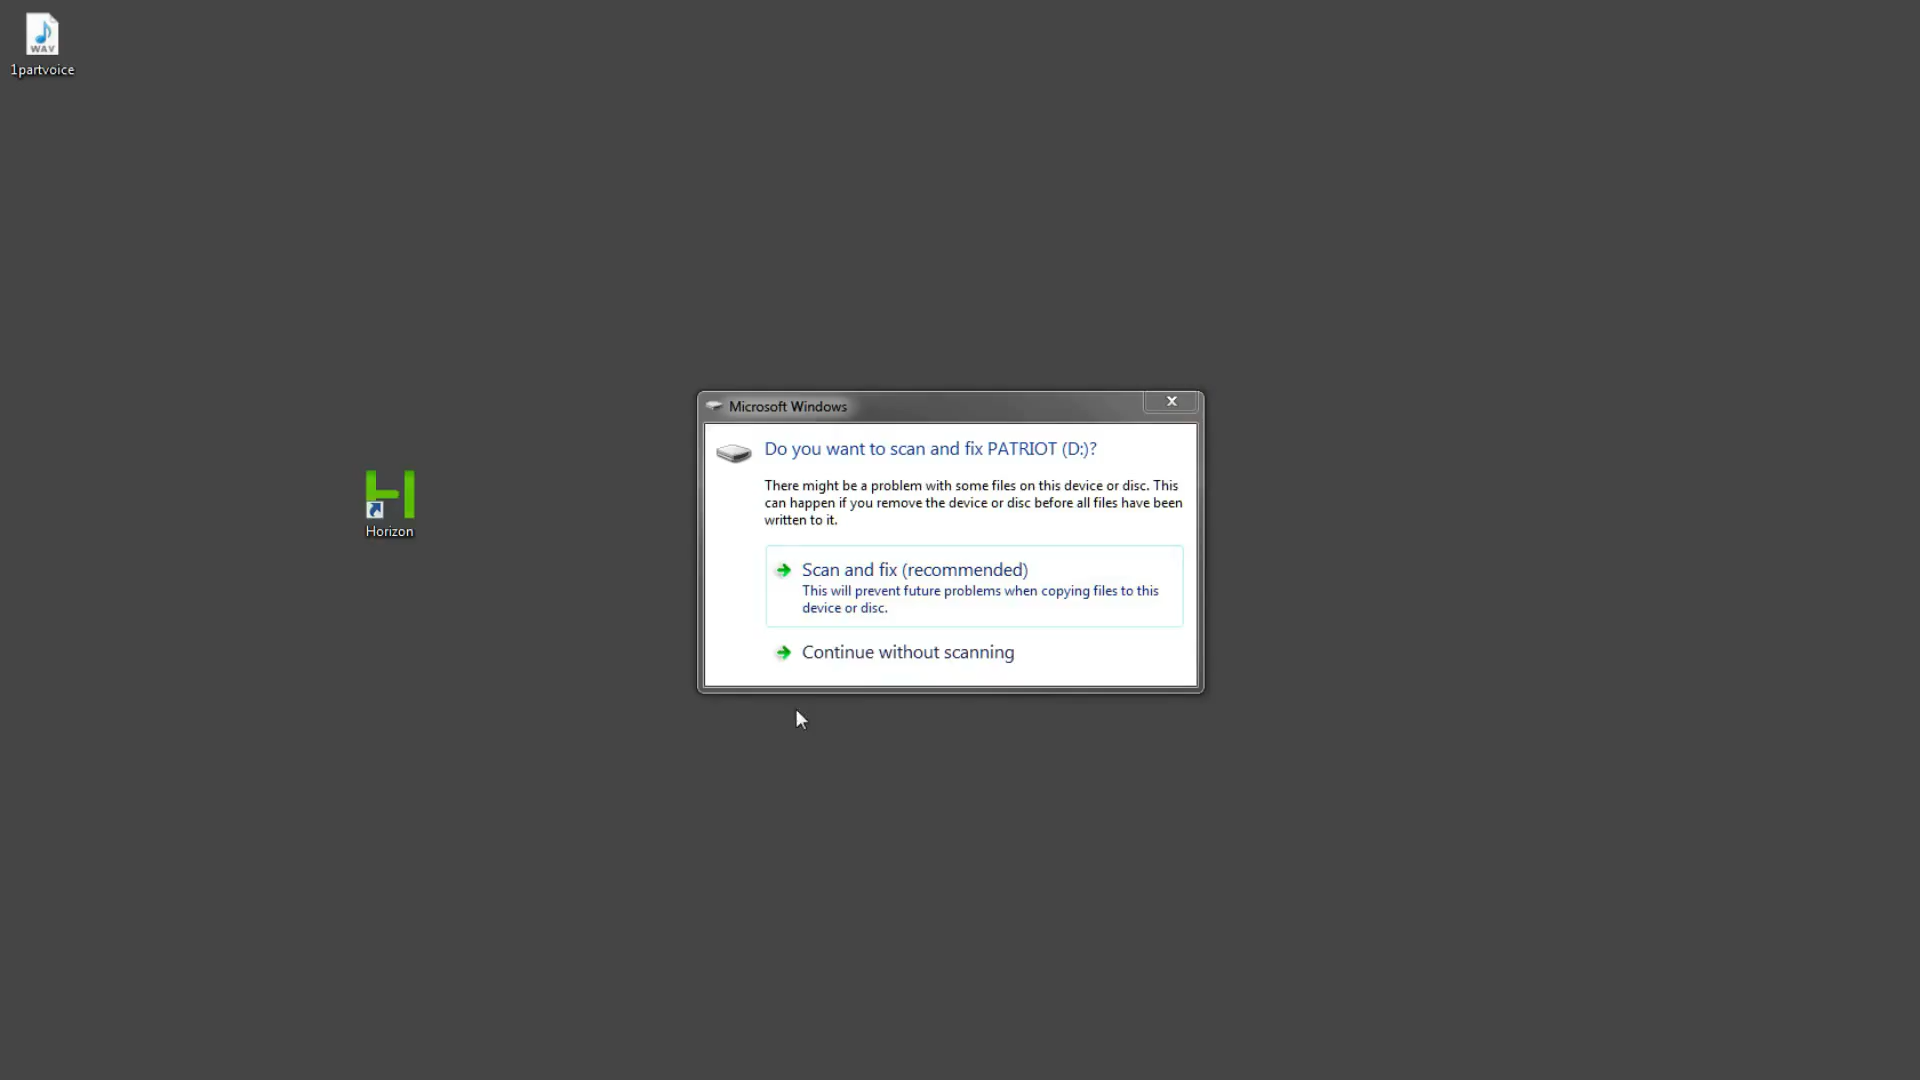 WAV
1partvoice
Horizon
Microsoft Windows
Do you want to scan and fix PATRIOT (D:)?
There might be a problem with some files on this device or disc. This
can happen if you remove the device or disc before all files have been
written to it.
Scan and fix (recommended)
This will prevent future problems when copying files to this
device or disc.
Continue without scanning